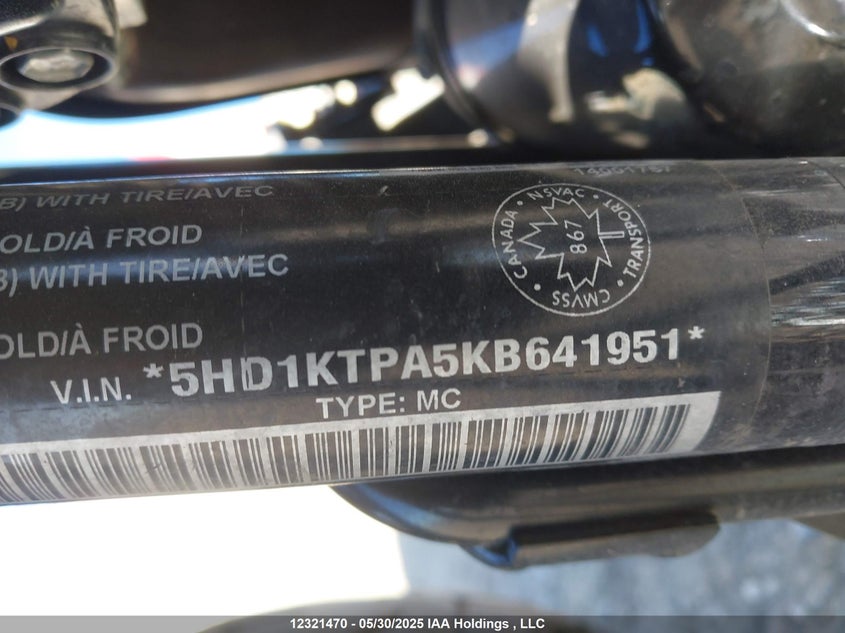 B) WITH TIRE/AVEC
OLD/À FROID
B) WITH TIRE/AVEC
OLD/À FROID
V.I.N. *5HD1KTPA5KB641951*
TYPE: MC
CANADA · NSVAC · TRANSPORT · CMVSS ·
867
12321470 - 05/30/2025 IAA Holdings , LLC